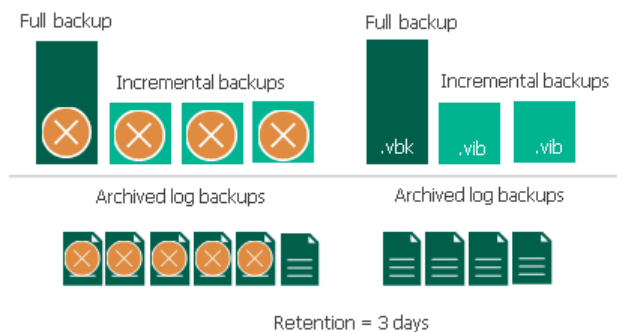 Full backup
Full backup
Incremental backups
Incremental backups
.vbk
.vib
.vib
Archived log backups
Archived log backups
Retention = 3 days